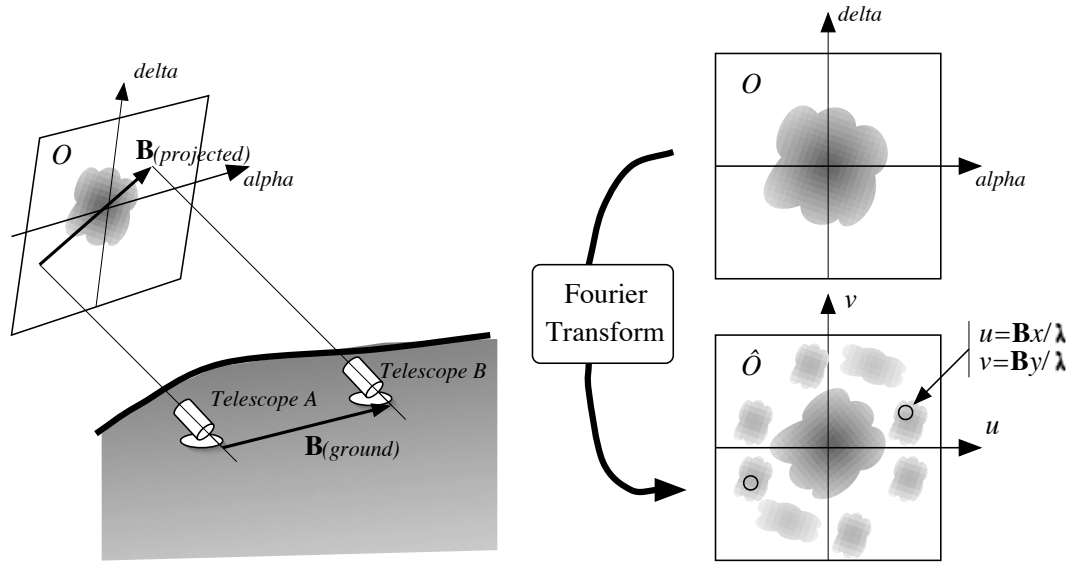 delta
O
B(projected)
alpha
Telescope B
Telescope A
B(ground)
Fourier
Transform
delta
O
alpha
v
u=Bx/λ
v=By/λ
Ô
u